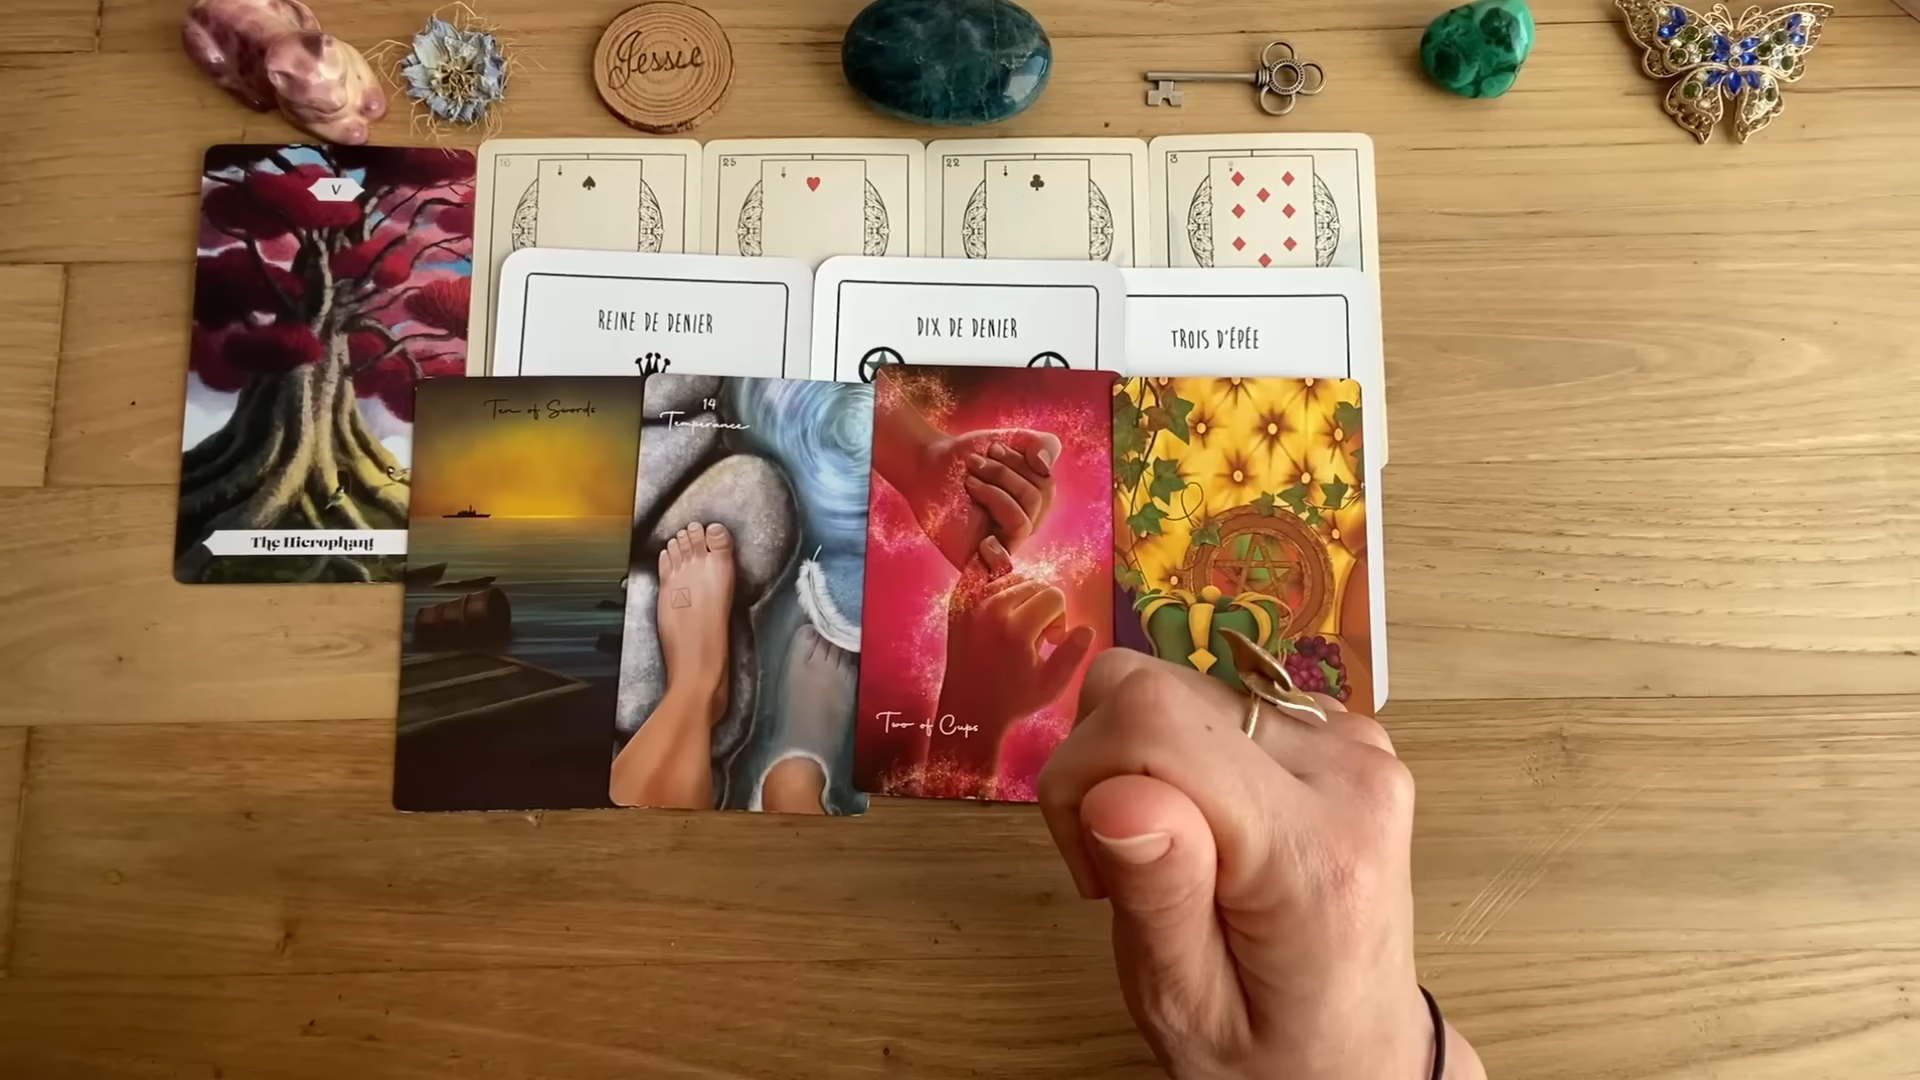 Jessie
V
16
25
22
3
REINE DE DENIER
DIX DE DENIER
TROIS D'ÉPÉE
Ten of Swords
14
Temperance
The Hierophant
Two of Cups